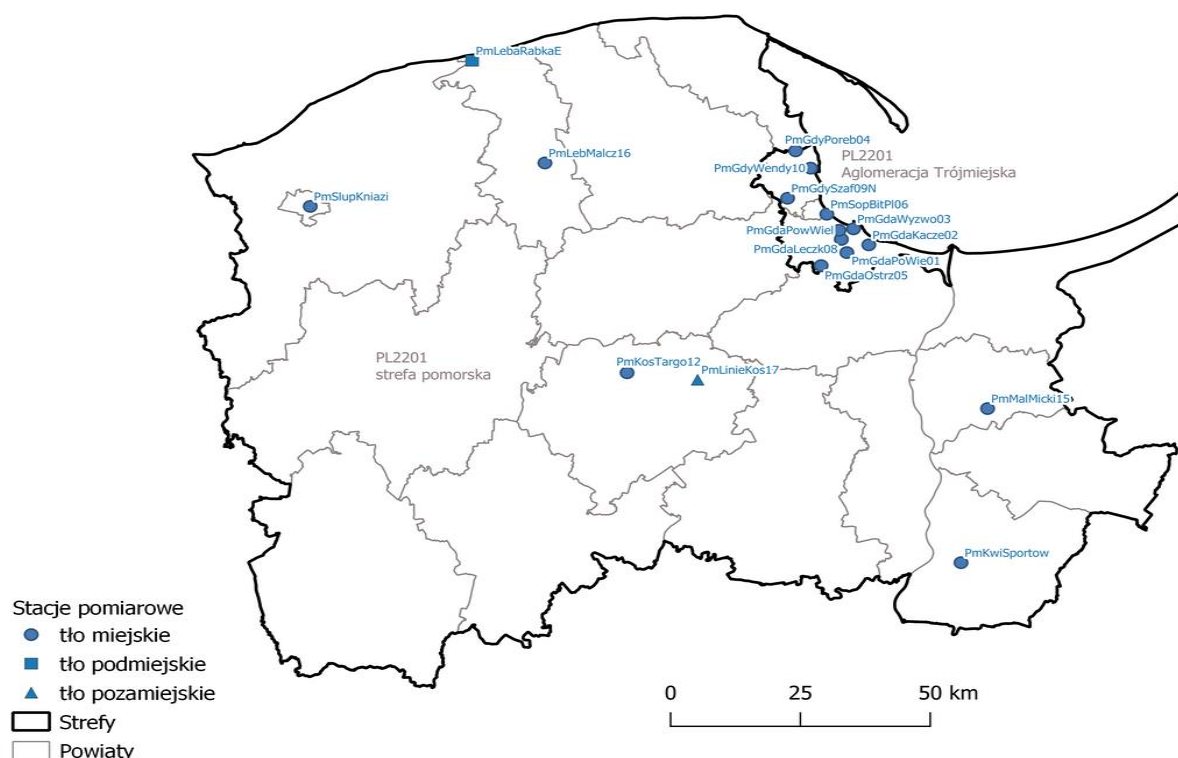 PmLebaRabkaE
PmGdyPoreb04
PmLebMalcz16
PmGdyWendy10
PL2201
Aglomeracja Trójmiejska
PmSlupKniazi
PmGdySzaf09N
PmSopBitPl06
PmGdaWyzwo03
PmGdaPowWiel
PmGdaKacze02
PmGdaLeczk08
PmGdaPoWie01
PmGdaOstrz05
PL2201
strefa pomorska
PmKosTargo12
PmLinieKos17
PmMalMicki15
PmKwiSportow
Stacje pomiarowe
tło miejskie
tło podmiejskie
tło pozamiejskie
Strefy
Powiaty
0 25 50 km